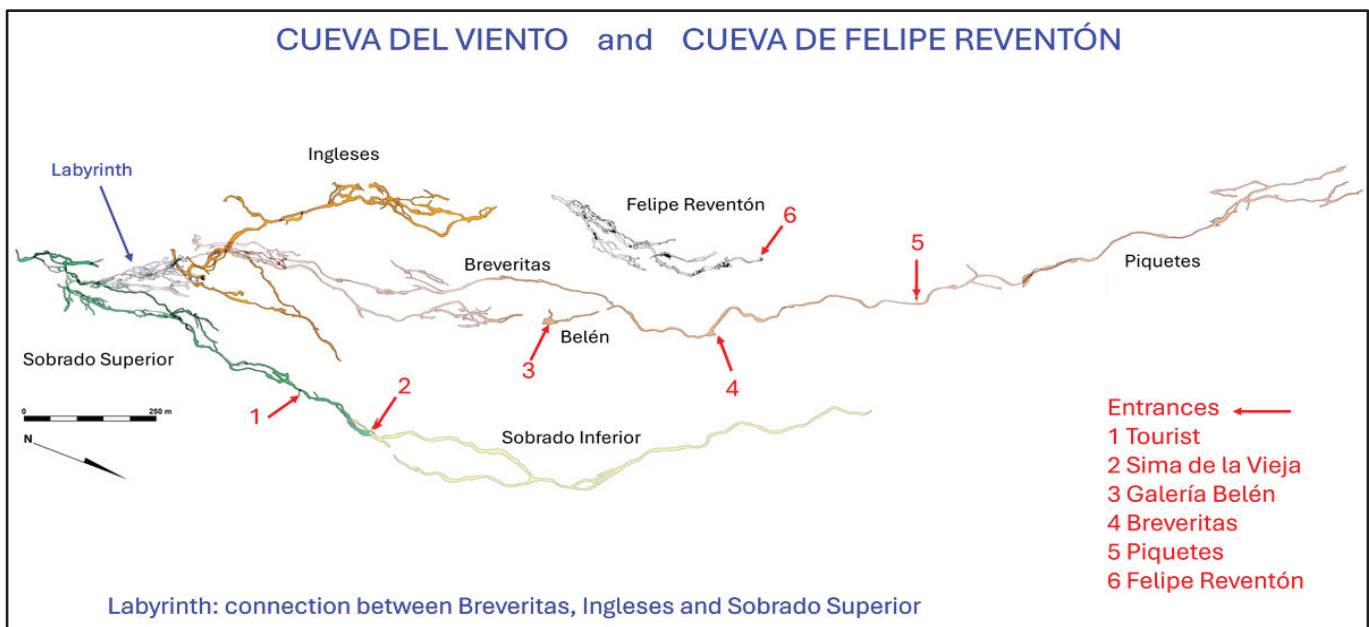 CUEVA DEL VIENTO and CUEVA DE FELIPE REVENTÓN
Ingleses
Labyrinth
Felipe Reventón
6
5
Breveritas
Piquetes
Belén
Sobrado Superior
3
4
2
1
0
250 m
N
Sobrado Inferior
Entrances
1 Tourist
2 Sima de la Vieja
3 Galería Belén
4 Breveritas
5 Piquetes
6 Felipe Reventón
Labyrinth: connection between Breveritas, Ingleses and Sobrado Superior